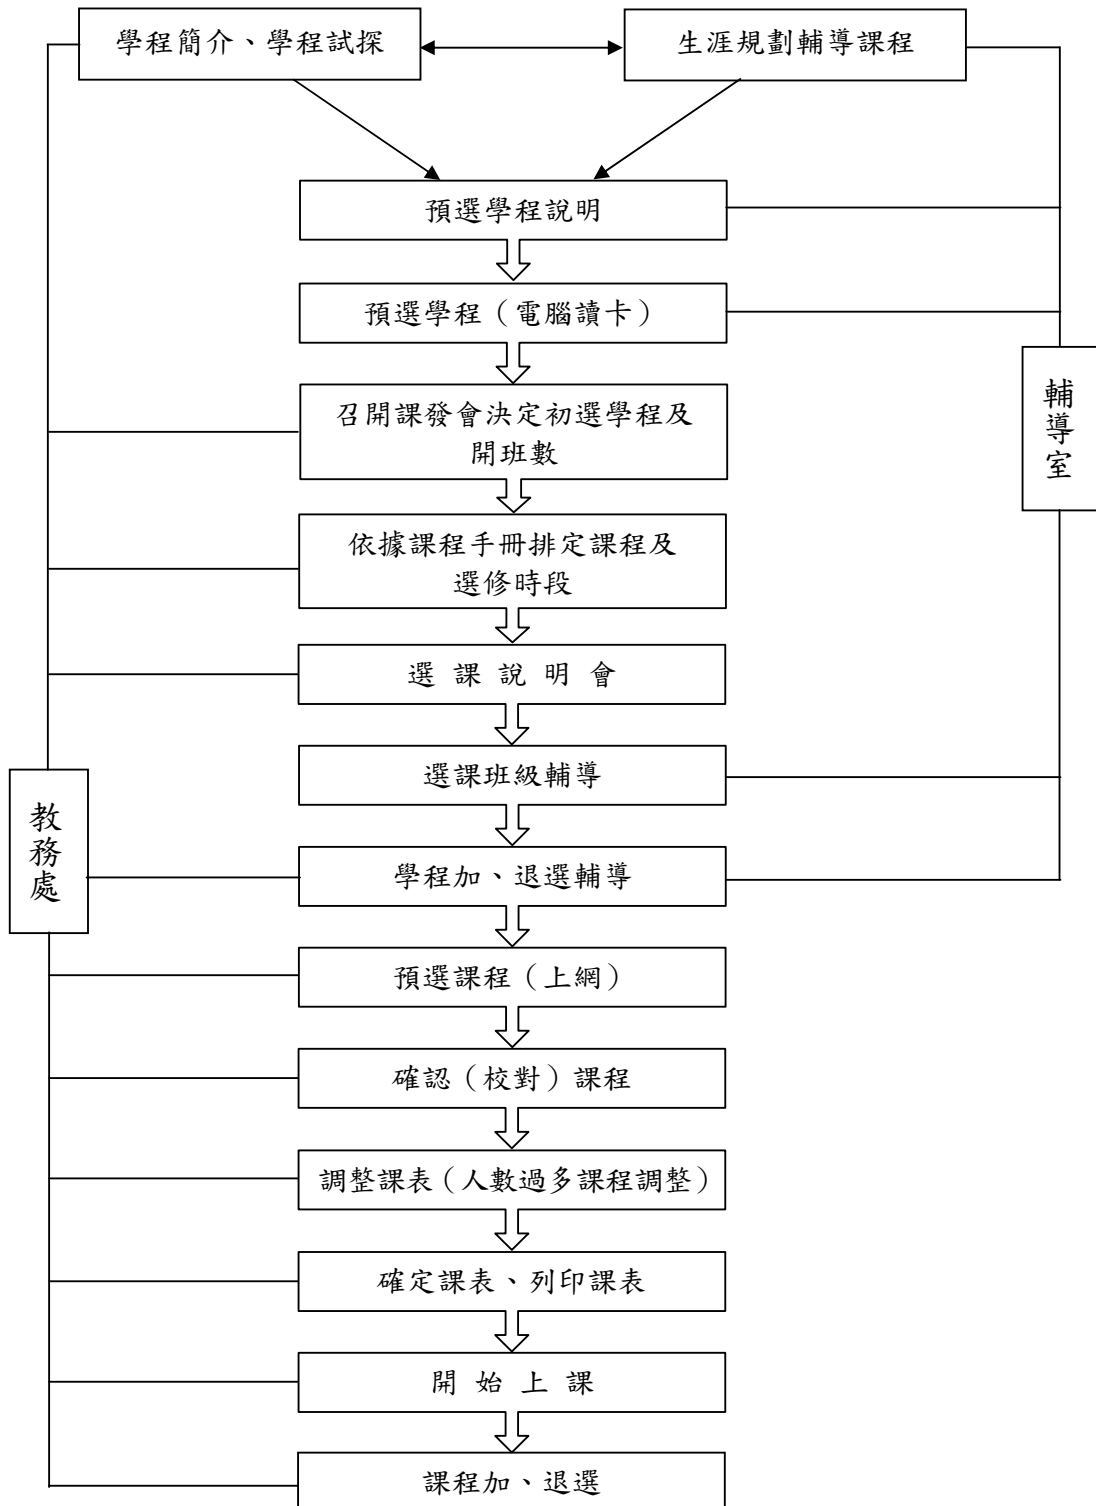 學程簡介、學程試探
生涯規劃輔導課程
預選學程說明
預選學程（電腦讀卡）
召開課發會決定初選學程及
開班數
輔導室
依據課程手冊排定課程及
選修時段
選課說明會
選課班級輔導
教務處
學程加、退選輔導
預選課程（上網）
確認（校對）課程
調整課表（人數過多課程調整）
確定課表、列印課表
開始上課
課程加、退選